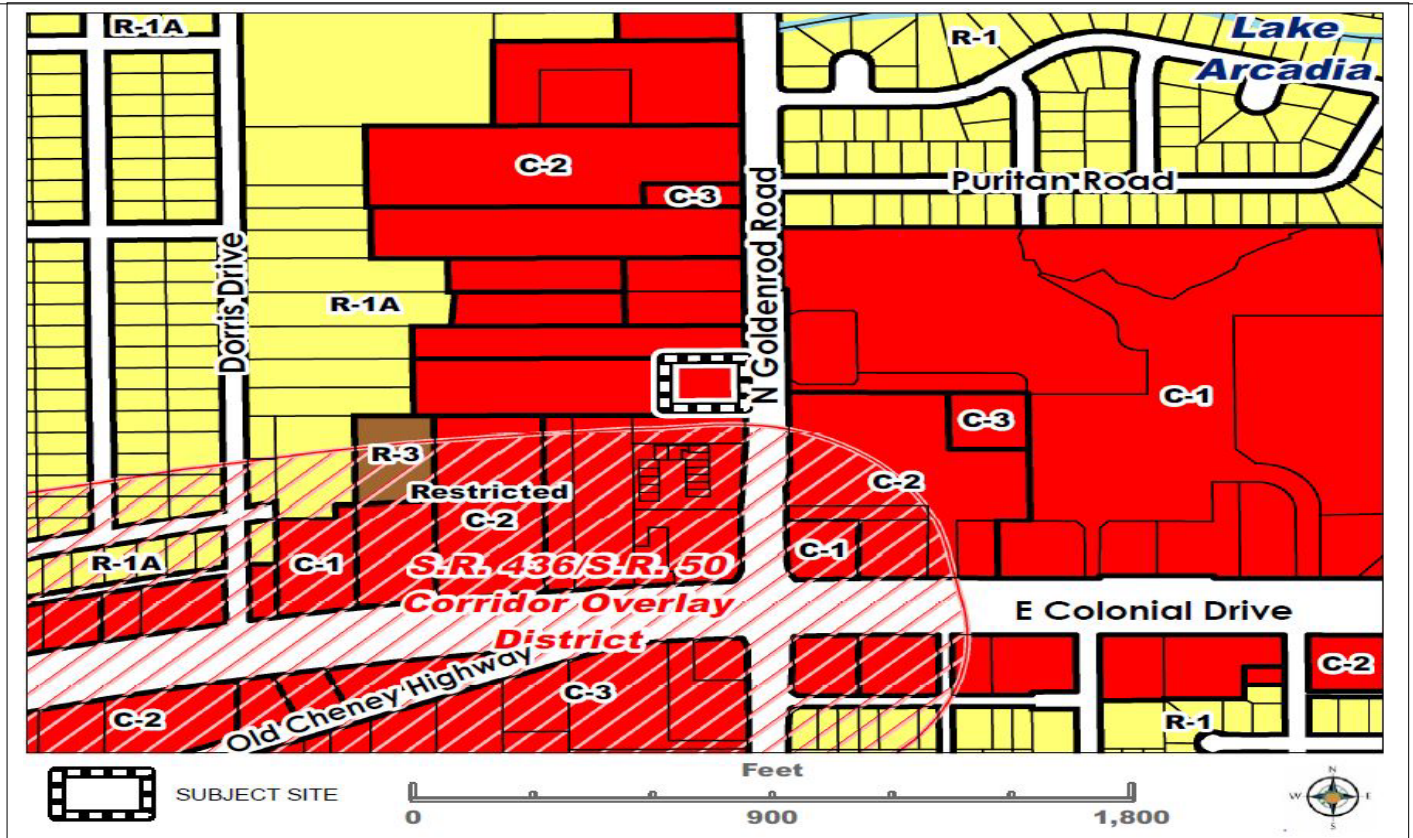 R-1A
R-1
Lake
Arcadia
C-2
C-3
Puritan Road
N Goldenrod Road
Dorris Drive
R-1A
C-1
C-3
R-3
C-2
Restricted
C-2
R-1A
C-1
C-1
S.R. 436/S.R. 50
Corridor Overlay
District
E Colonial Drive
Old Cheney Highway
C-3
C-2
C-2
R-1
SUBJECT SITE
Feet
0
900
1,800
N
W
E
S